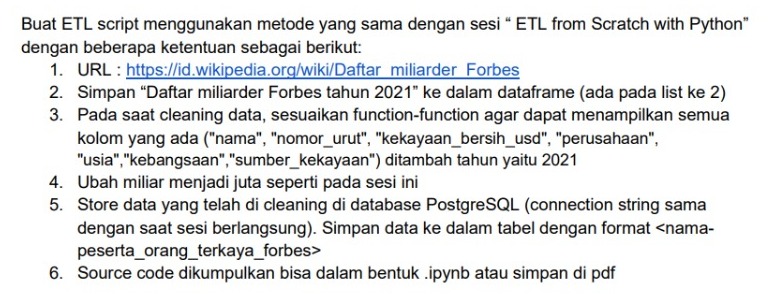 Buat ETL script menggunakan metode yang sama dengan sesi “ ETL from Scratch with Python”
dengan beberapa ketentuan sebagai berikut:
1. URL : https://id.wikipedia.org/wiki/Daftar_miliarder_Forbes
2. Simpan “Daftar miliarder Forbes tahun 2021” ke dalam dataframe (ada pada list ke 2)
3. Pada saat cleaning data, sesuaikan function-function agar dapat menampilkan semua
kolom yang ada ("nama", "nomor_urut", "kekayaan_bersih_usd", "perusahaan",
"usia","kebangsaan","sumber_kekayaan") ditambah tahun yaitu 2021
4. Ubah miliar menjadi juta seperti pada sesi ini
5. Store data yang telah di cleaning di database PostgreSQL (connection string sama
dengan saat sesi berlangsung). Simpan data ke dalam tabel dengan format <nama-
peserta_orang_terkaya_forbes>
6. Source code dikumpulkan bisa dalam bentuk .ipynb atau simpan di pdf